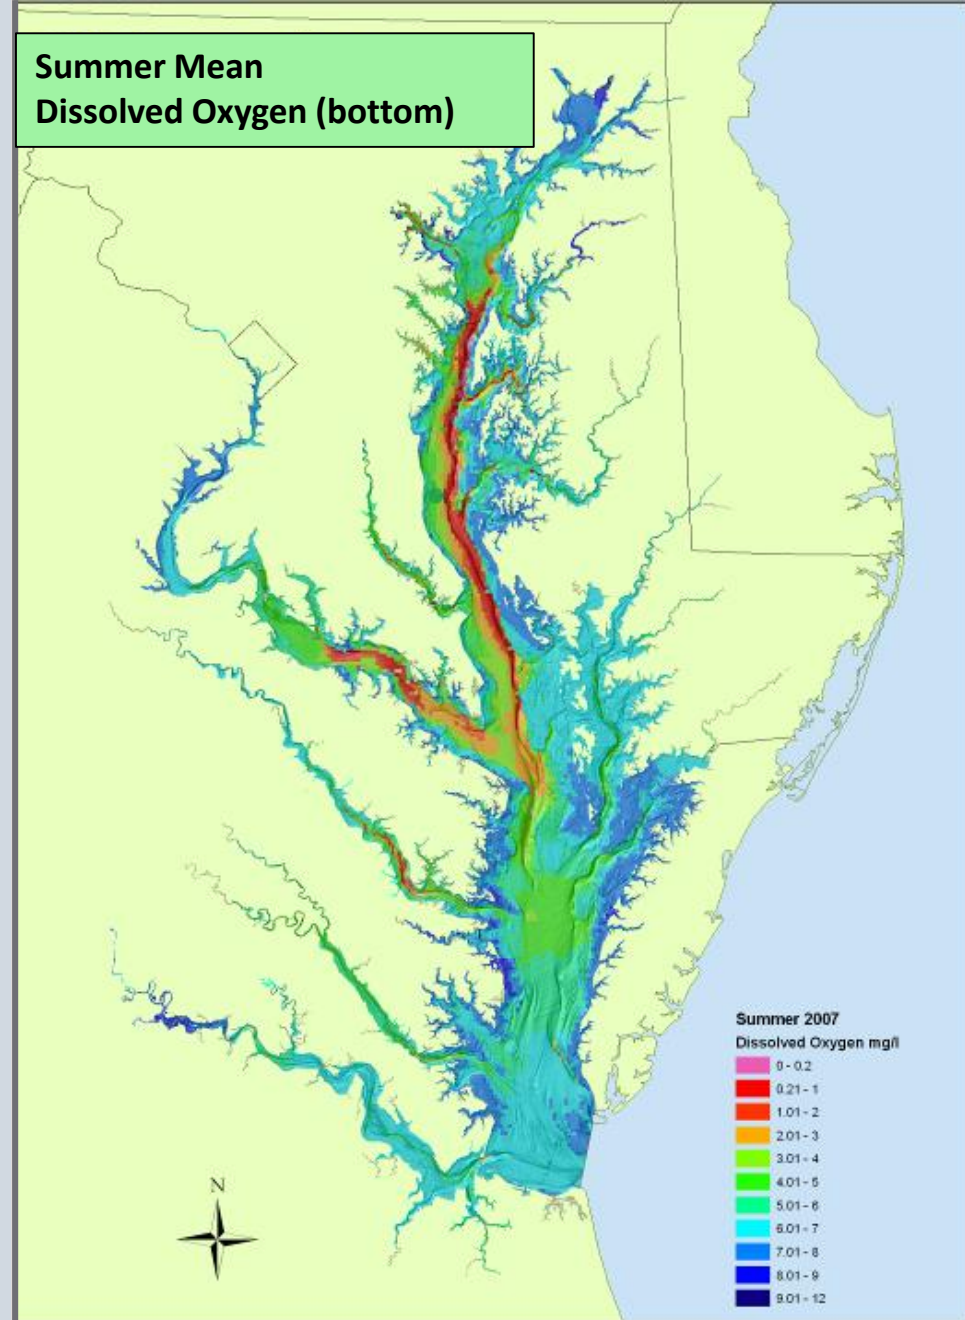 Summer Mean
Dissolved Oxygen (bottom)
N
Summer 2007
Dissolved Oxygen mg/l
0 - 0.2
0.21 - 1
1.01 - 2
2.01 - 3
3.01 - 4
4.01 - 5
5.01 - 6
6.01 - 7
7.01 - 8
8.01 - 9
9.01 - 12